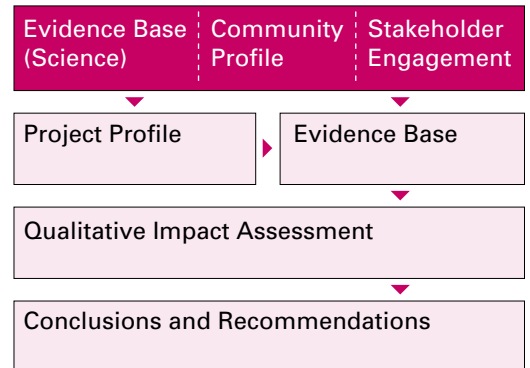 Evidence Base
(Science)
Community
Profile
Stakeholder
Engagement
Project Profile
Evidence Base
Qualitative Impact Assessment
Conclusions and Recommendations